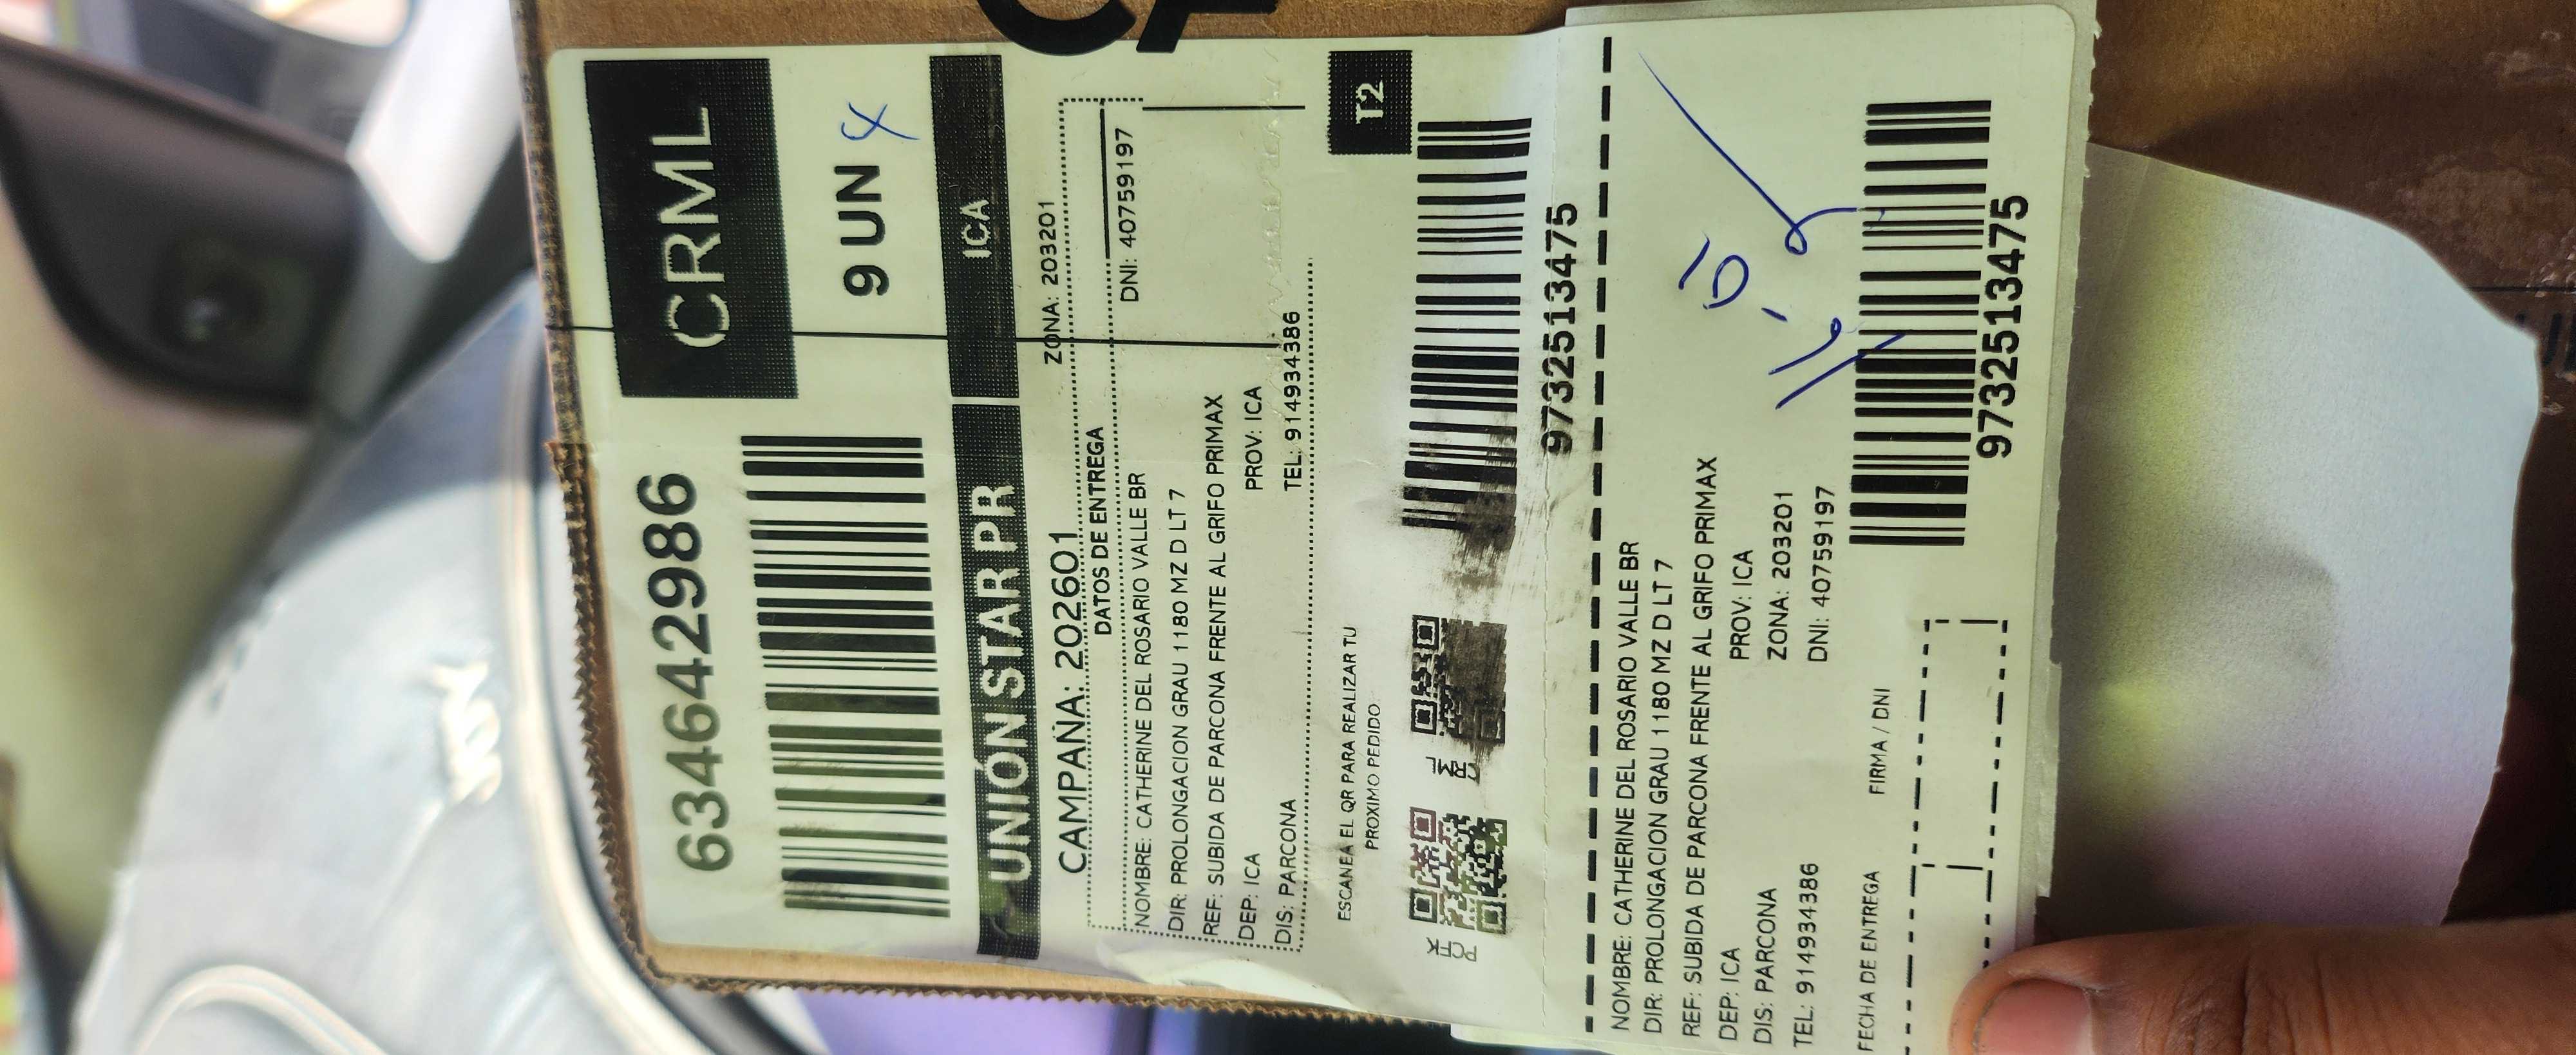 634642986
CRML
9 UN
UNIÓN STAR PR
ICA
CAMPAÑA: 202601
ZONA: 203201
DATOS DE ENTREGA
NOMBRE: CATHERINE DEL ROSARIO VALLE BR
DNI: 40759197
DIR: PROLONGACION GRAU 1180 MZ D LT 7
REF: SUBIDA DE PARCONA FRENTE AL GRIFO PRIMAX
DEP: ICA
PROV: ICA
DIS: PARCONA
TEL: 914934386
ESCANEA EL QR PARA REALIZAR TU
PROXIMO PEDIDO
T2
PCFK
CRML
9732513475
NOMBRE: CATHERINE DEL ROSARIO VALLE BR
DIR: PROLONGACION GRAU 1180 MZ D LT 7
REF: SUBIDA DE PARCONA FRENTE AL GRIFO PRIMAX
DEP: ICA
PROV: ICA
DIS: PARCONA
ZONA: 203201
TEL: 914934386
DNI: 40759197
FECHA DE ENTREGA
FIRMA / DNI
9732513475